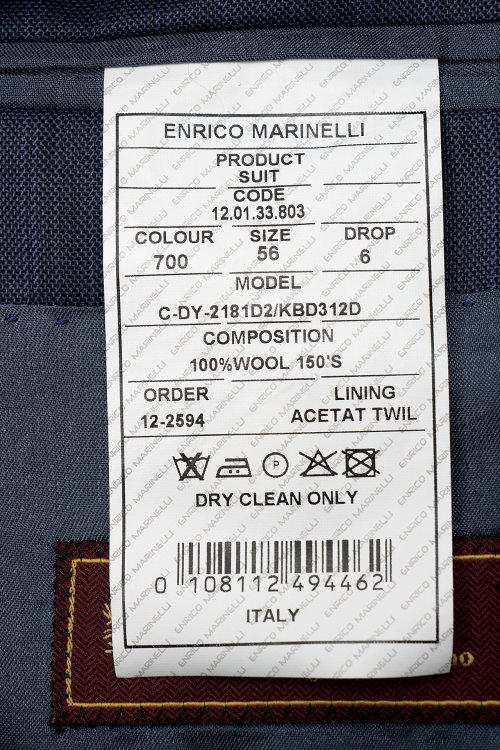 ENRICO MARINELLI
PRODUCT
SUIT
CODE
12.01.33.803
COLOUR SIZE DROP
700 56 6
MODEL
C-DY-2181D2/KBD312D
COMPOSITION
100%WOOL 150'S
ORDER LINING
12-2594 ACETAT TWIL
P
DRY CLEAN ONLY
0 108112 494462
ITALY